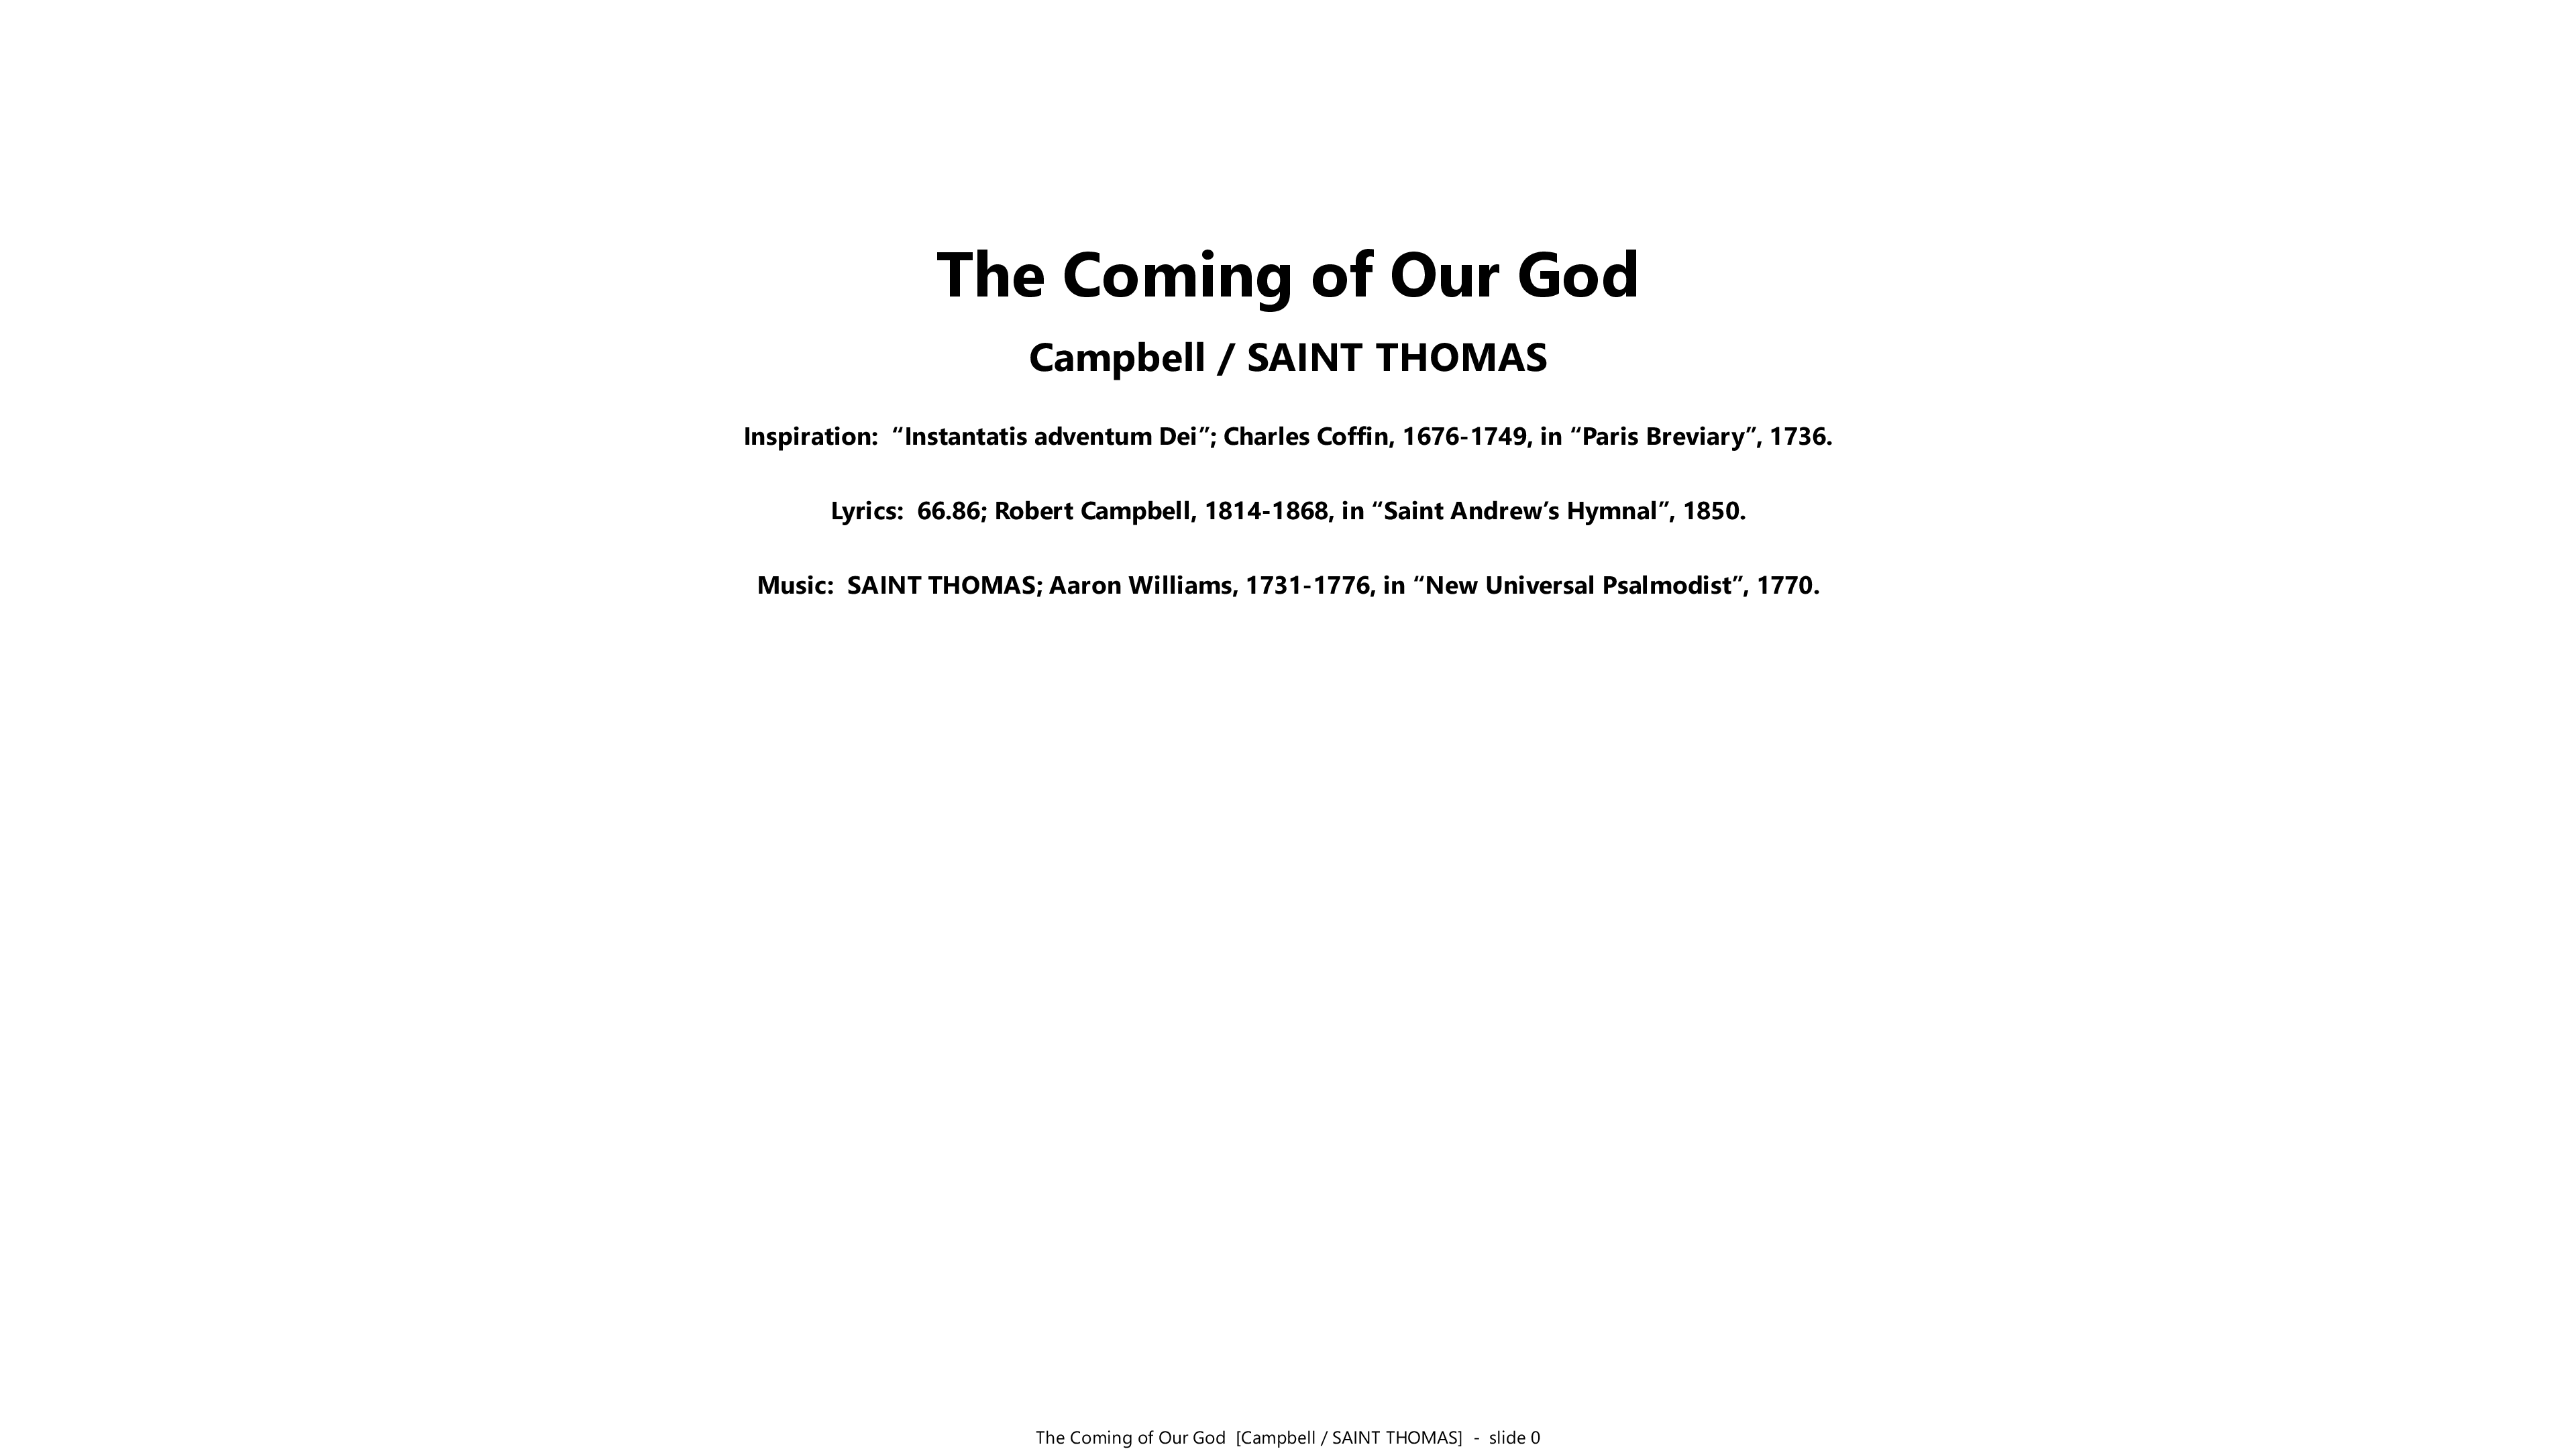 The Coming of Our God
Campbell / SAINT THOMAS
Inspiration:  “Instantatis adventum Dei”; Charles Coffin, 1676-1749, in “Paris Breviary”, 1736.
Lyrics:  66.86; Robert Campbell, 1814-1868, in “Saint Andrew’s Hymnal”, 1850.
Music:  SAINT THOMAS; Aaron Williams, 1731-1776, in “New Universal Psalmodist”, 1770.
The Coming of Our God  [Campbell / SAINT THOMAS]  -  slide 0